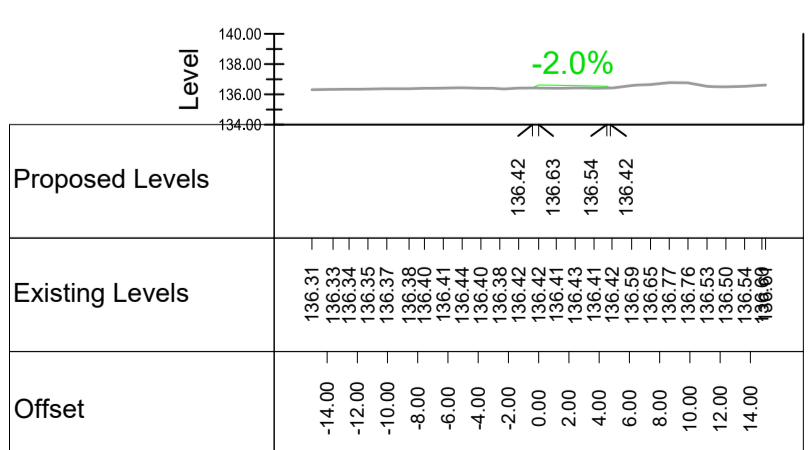 140.00
138.00
136.00
134.00
Level
-2.0%
Proposed Levels
136.42 136.63 136.54 136.42
Existing Levels
136.31 136.33 136.34 136.35 136.37 136.38 136.40 136.41 136.44 136.40 136.38 136.42 136.42 136.41 136.43 136.41 136.42 136.59 136.65 136.77 136.76 136.53 136.50 136.54
Offset
-14.00 -12.00 -10.00 -8.00 -6.00 -4.00 -2.00 0.00 2.00 4.00 6.00 8.00 10.00 12.00 14.00